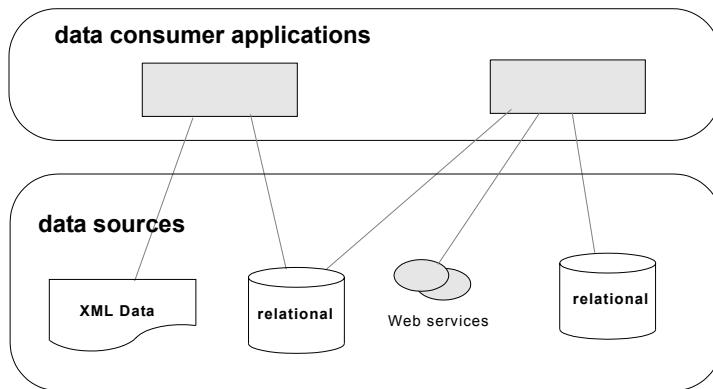 data consumer applications
data sources
XML Data
relational
Web services
relational